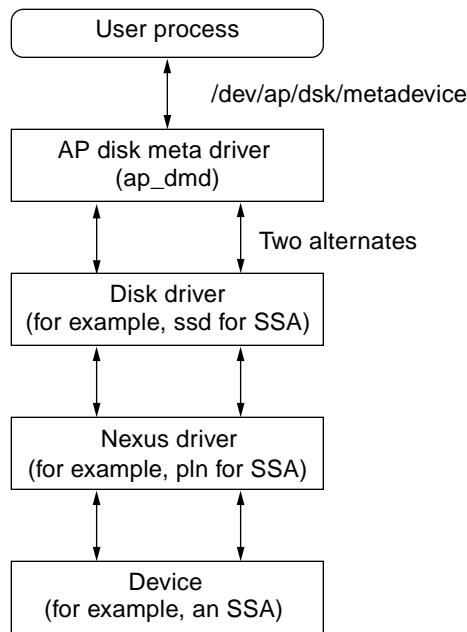 User process
/dev/ap/dsk/metadevice
AP disk meta driver
(ap_dmd)
Two alternates
Disk driver
(for example, ssd for SSA)
Nexus driver
(for example, pln for SSA)
Device
(for example, an SSA)